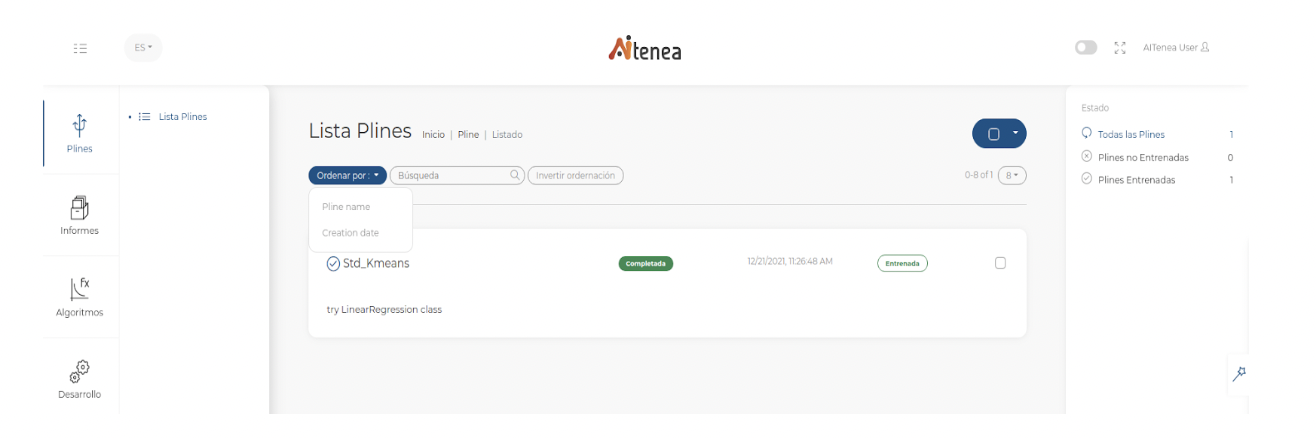 ES
AItenea
AITenea User
Plines
Informes
Algoritmos
fx
Desarrollo
Lista Plines
Lista Plines
Inicio | Pline | Listado
Ordenar por :
Búsqueda
Invertir ordernación
0-8 of 1
8
Pline name
Creation date
Std_Kmeans
Completada
12/21/2021, 11:26:48 AM
Entrenada
try LinearRegression class
Estado
Todas las Plines 1
Plines no Entrenadas 0
Plines Entrenadas 1